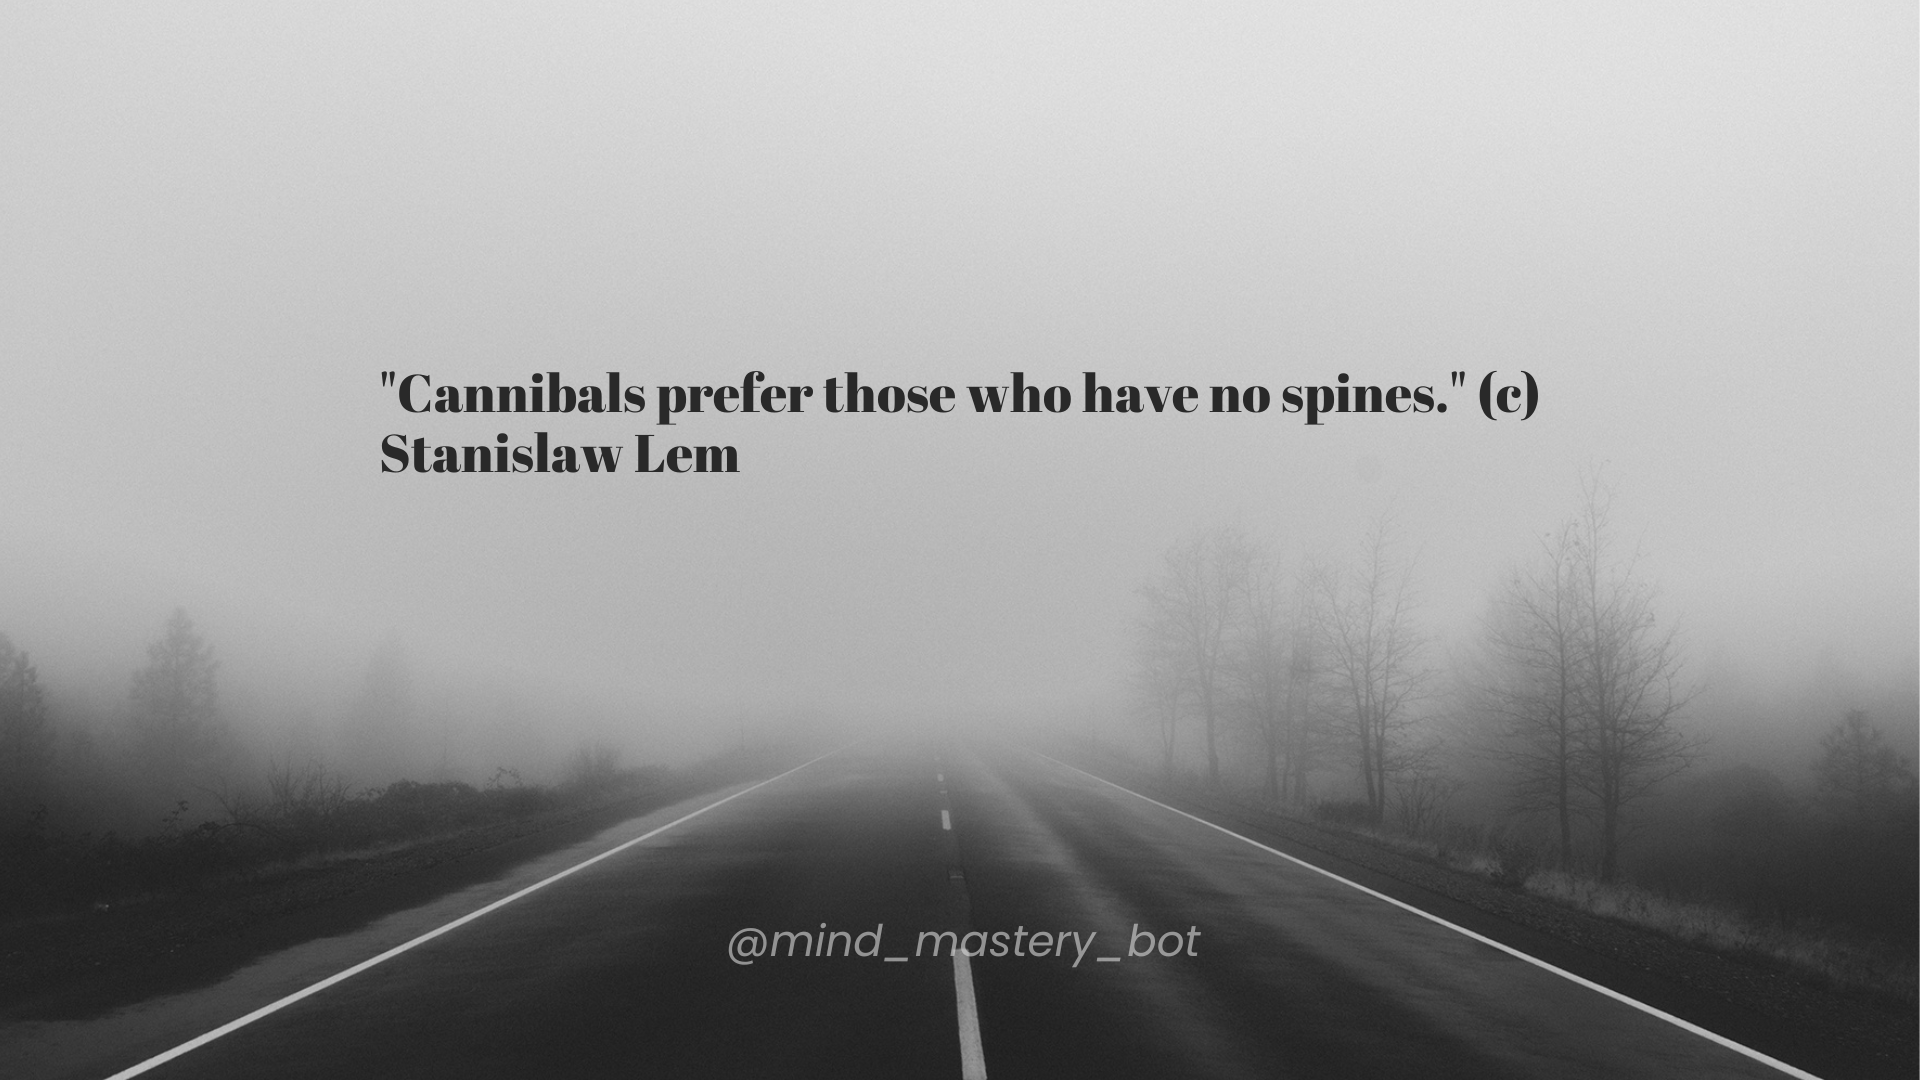 "Cannibals prefer those who have no spines." (c)
Stanislaw Lem
@mind_mastery_bot